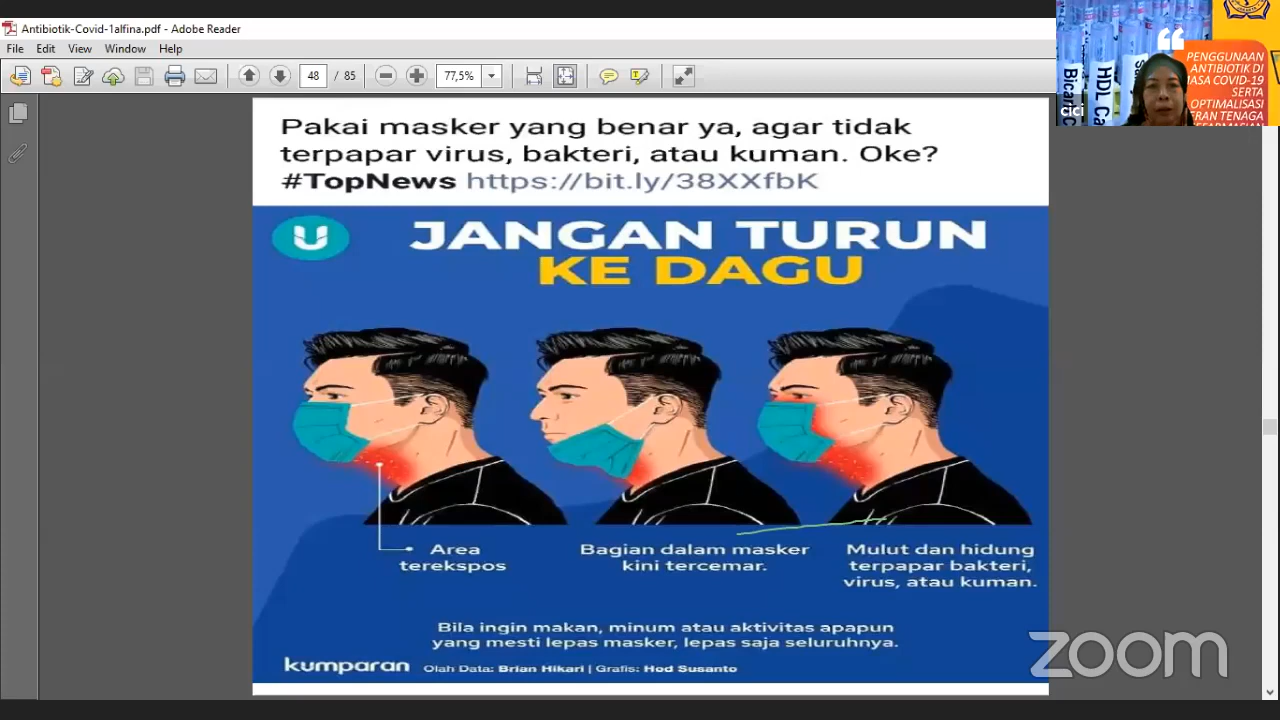 Antibiotik-Covid-1alfina.pdf - Adobe Reader
File Edit View Window Help
48 / 85
77,5%
Pakai masker yang benar ya, agar tidak
terpapar virus, bakteri, atau kuman. Oke?
#TopNews https://bit.ly/38XXfbK
JANGAN TURUN
KE DAGU
Area
terekspos
Bagian dalam masker
kini tercemar.
Mulut dan hidung
terpapar bakteri,
virus, atau kuman.
Bila ingin makan, minum atau aktivitas apapun
yang mesti lepas masker, lepas saja seluruhnya.
kumparan Olah Data: Brian Hikari | Grafis: Hod Susanto
PENGGUNAAN
ANTIBIOTIK DI
MASA COVID-19
SERTA
OPTIMALISASI
HDL Ca
cici
zoom